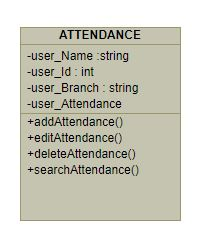 ATTENDANCE
-user_Name :string
-user_Id : int
-user_Branch : string
-user_Attendance
+addAttendance()
+editAttendance()
+deleteAttendance()
+searchAttendance()